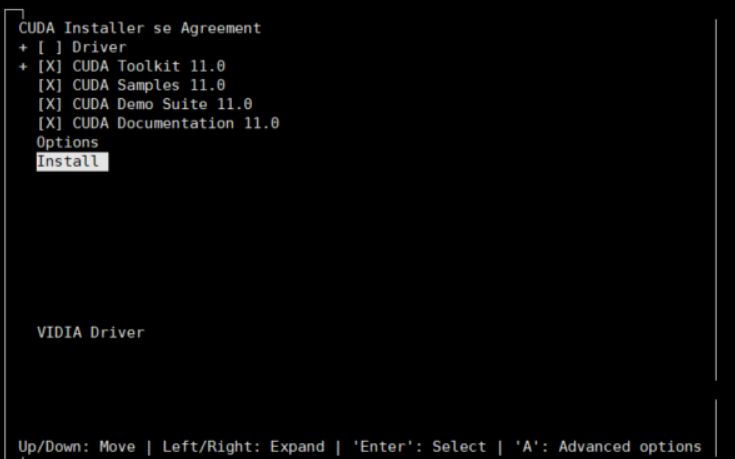 CUDA Installer se Agreement
+ [ ] Driver
+ [X] CUDA Toolkit 11.0
[X] CUDA Samples 11.0
[X] CUDA Demo Suite 11.0
[X] CUDA Documentation 11.0
Options
Install
VIDIA Driver
Up/Down: Move | Left/Right: Expand | 'Enter': Select | 'A': Advanced options